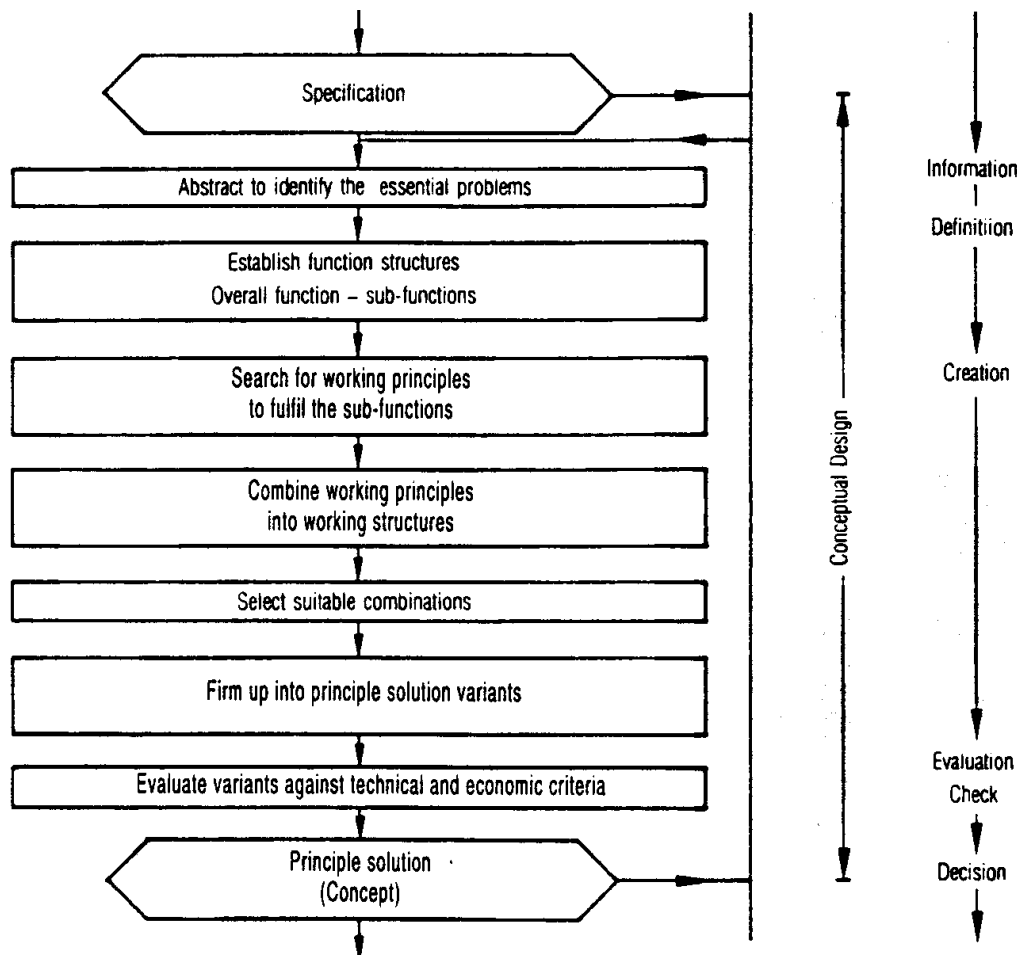 Specification
Abstract to identify the essential problems
Establish function structures
Overall function – sub-functions
Search for working principles
to fulfil the sub-functions
Combine working principles
into working structures
Select suitable combinations
Firm up into principle solution variants
Evaluate variants against technical and economic criteria
Principle solution
(Concept)
Conceptual Design
Information
Definitiion
Creation
Evaluation
Check
Decision